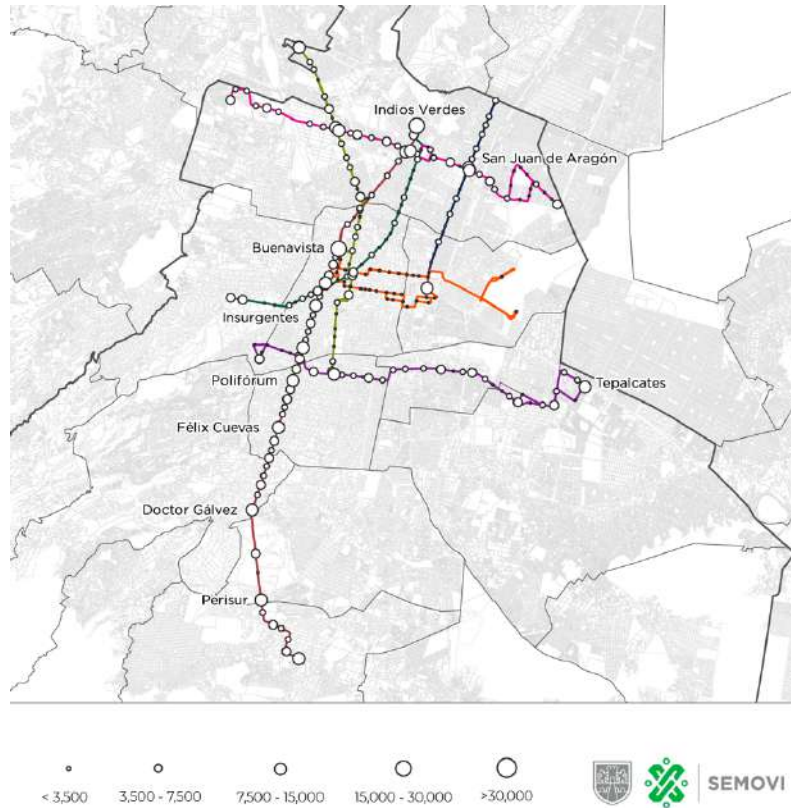 Indios Verdes
San Juan de Aragón
Buenavista
Insurgentes
Polifórum
Tepalcates
Félix Cuevas
Doctor Gálvez
Perisur
< 3,500
3,500 - 7,500
7,500 - 15,000
15,000 - 30,000
>30,000
SEMOVI